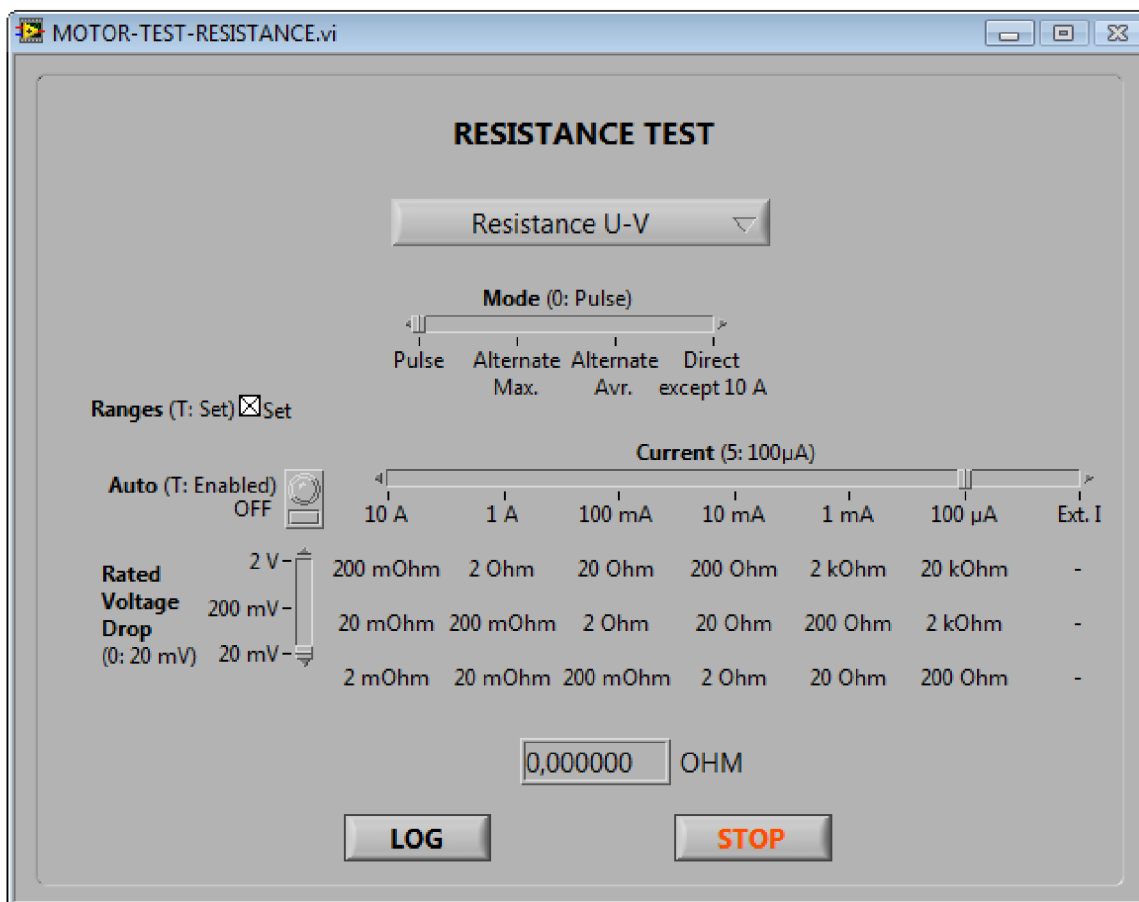 MOTOR-TEST-RESISTANCE.vi
RESISTANCE TEST
Resistance U-V
Mode (0: Pulse)
Pulse Alternate Alternate Direct
Max. Avr. except 10 A
Ranges (T: Set) Set
Current (5: 100µA)
Auto (T: Enabled)
OFF
10 A 1 A 100 mA 10 mA 1 mA 100 µA Ext. I
Rated
Voltage
Drop
(0: 20 mV)
2 V
200 mV
20 mV
200 mOhm 2 Ohm 20 Ohm 200 Ohm 2 kOhm 20 kOhm -
20 mOhm 200 mOhm 2 Ohm 20 Ohm 200 Ohm 2 kOhm -
2 mOhm 20 mOhm 200 mOhm 2 Ohm 20 Ohm 200 Ohm -
0,000000 OHM
LOG STOP